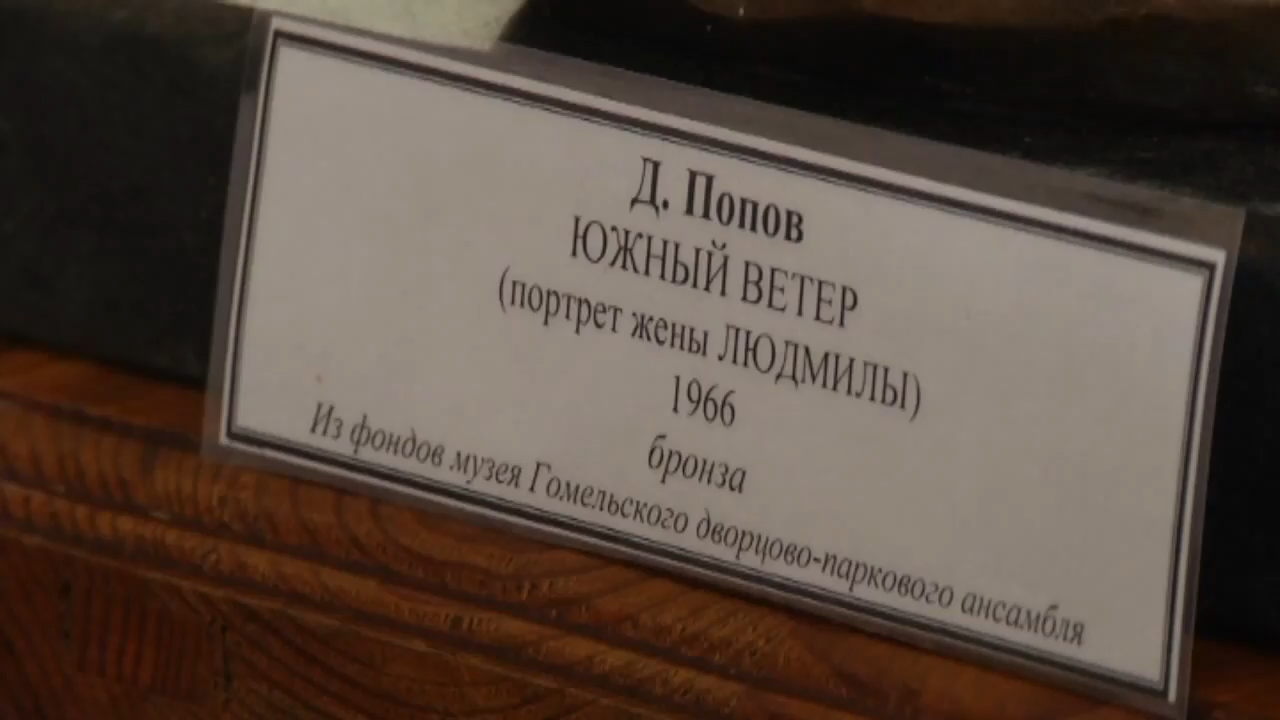 Д. Попов
ЮЖНЫЙ ВЕТЕР
(портрет жены ЛЮДМИЛЫ)
1966
бронза
Из фондов музея Гомельского дворцово-паркового ансамбля